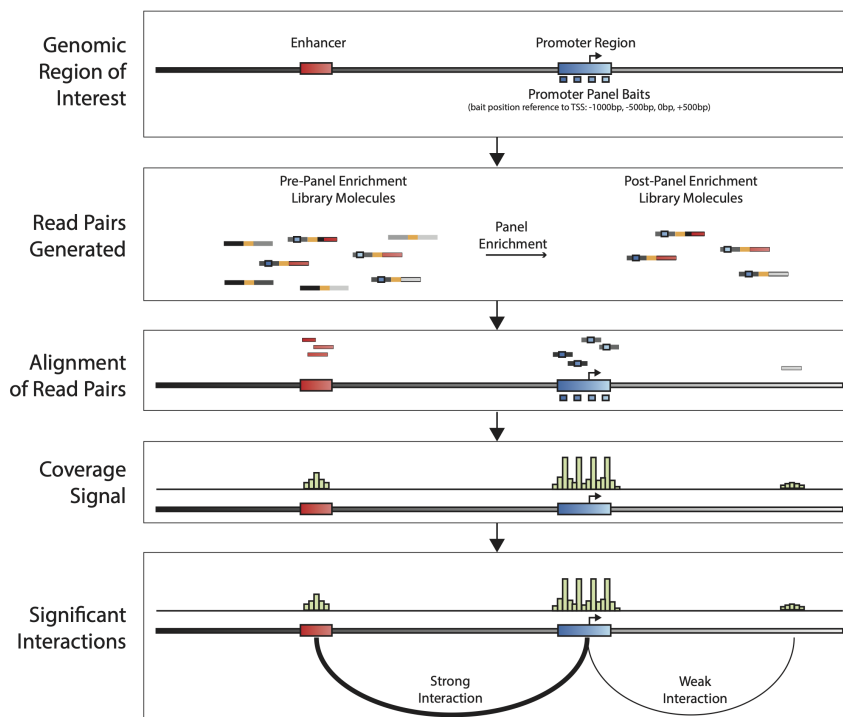 Genomic
Region of
Interest
Enhancer
Promoter Region
Promoter Panel Baits
(bait position reference to TSS: -1000bp, -500bp, 0bp, +500bp)
Read Pairs
Generated
Pre-Panel Enrichment
Library Molecules
Panel
Enrichment
Post-Panel Enrichment
Library Molecules
Alignment
of Read Pairs
Coverage
Signal
Significant
Interactions
Strong
Interaction
Weak
Interaction